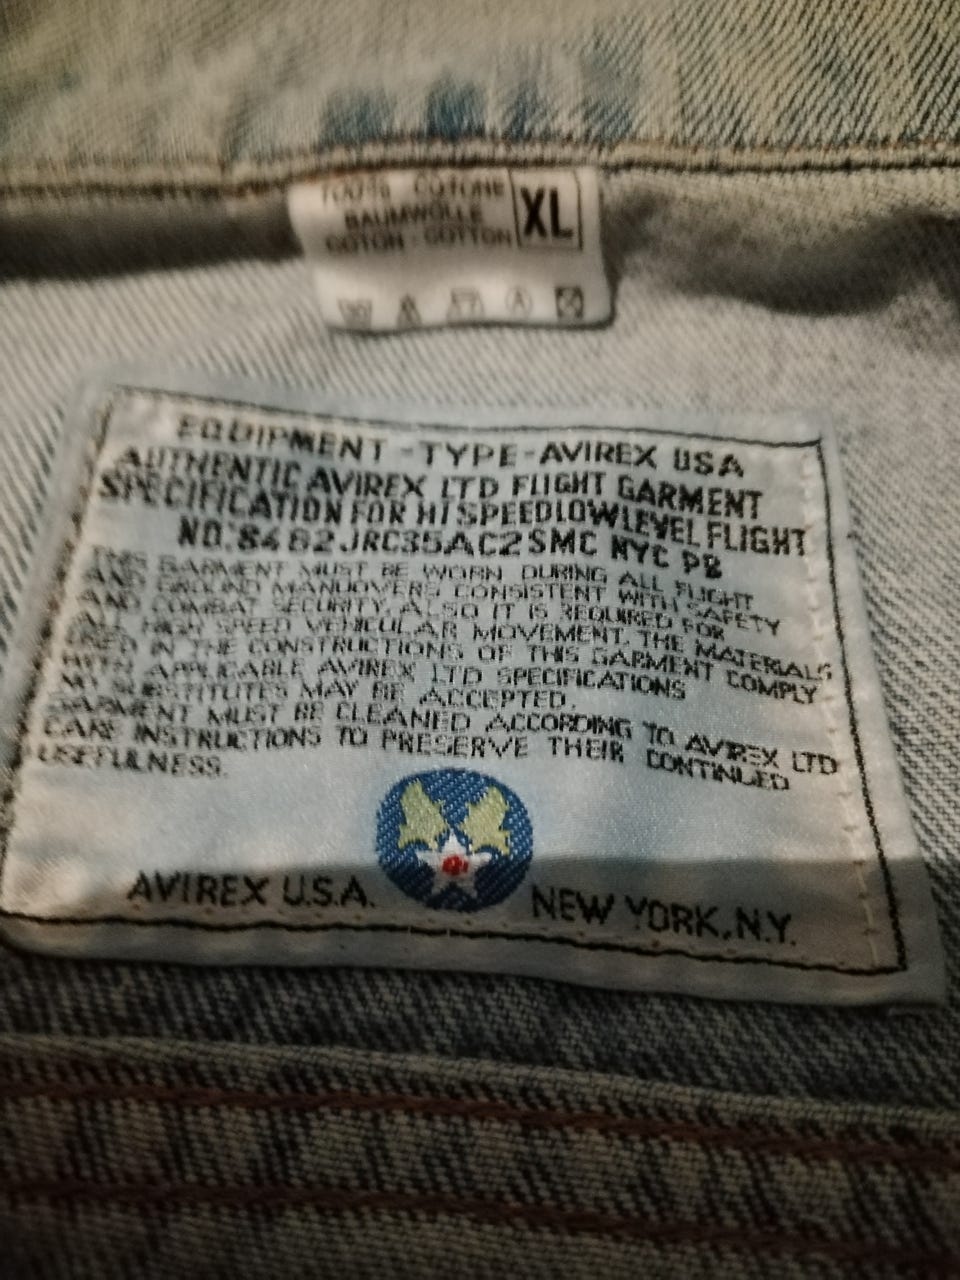 100% COTONE
BAUMWOLLE
COTON - COTTON
XL
EQUIPMENT - TYPE - AVIREX USA
AUTHENTIC AVIREX LTD FLIGHT GARMENT
SPECIFICATION FOR HI SPEED LOW LEVEL FLIGHT
NO. 8462JRC35AC2SMC NYC PB
THIS GARMENT MUST BE WORN DURING ALL FLIGHT
AND GROUND MANUOVERS CONSISTENT WITH SAFETY
AND COMBAT SECURITY. ALSO IT IS REQUIRED FOR
ALL HIGH SPEED VEHICULAR MOVEMENT. THE MATERIALS
USED IN THE CONSTRUCTIONS OF THIS GARMENT COMPLY
WITH APPLICABLE AVIREX LTD SPECIFICATIONS
NO SUBSTITUTES MAY BE ACCEPTED.
GARMENT MUST BE CLEANED ACCORDING TO AVIREX LTD
CARE INSTRUCTIONS TO PRESERVE THEIR CONTINUED
USEFULNESS.
AVIREX U.S.A. NEW YORK, N.Y.